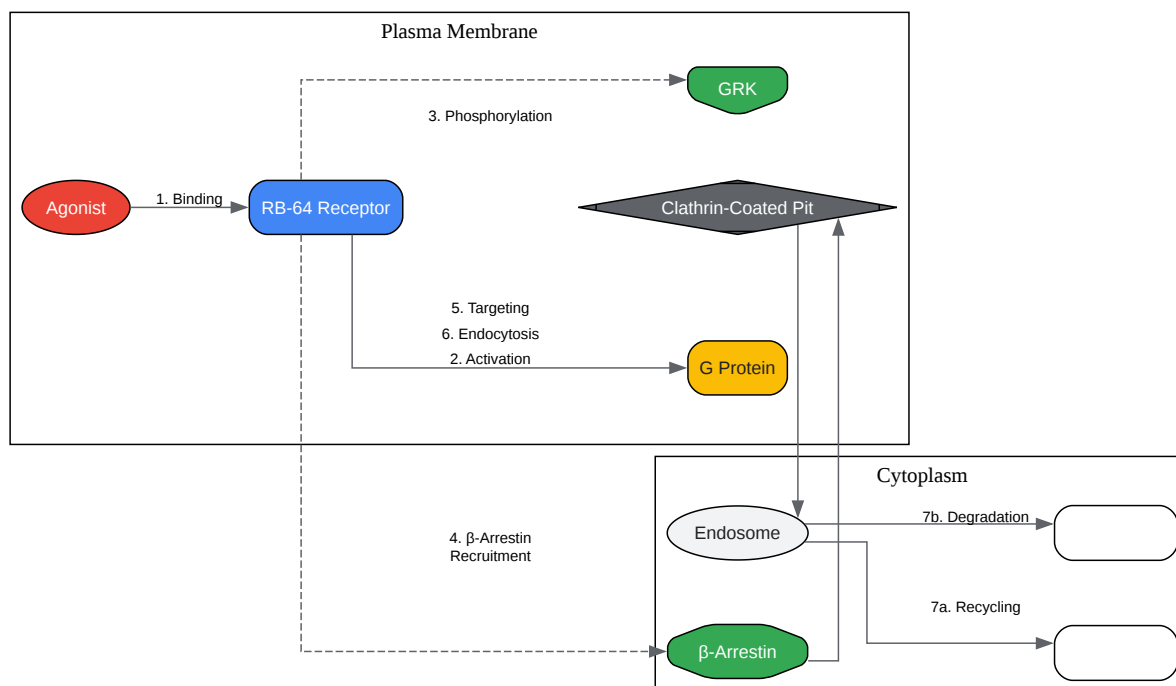 Plasma Membrane
GRK
3. Phosphorylation
Agonist
1. Binding
RB-64 Receptor
Clathrin-Coated Pit
5. Targeting
6. Endocytosis
2. Activation
G Protein
Cytoplasm
Endosome
7b. Degradation
4. β-Arrestin
Recruitment
7a. Recycling
β-Arrestin